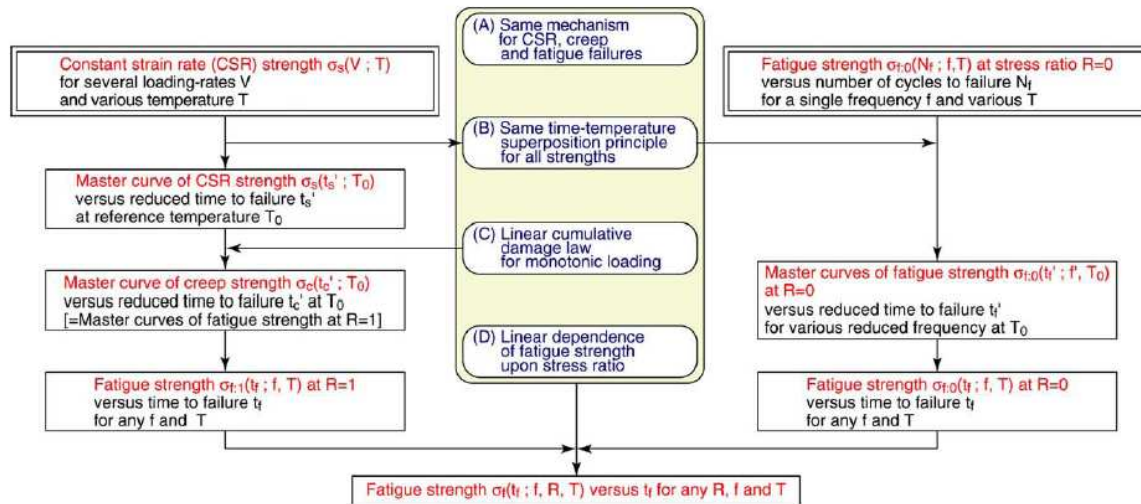 (A) Same mechanism
for CSR, creep
and fatigue failures
Constant strain rate (CSR) strength σs(V ; T)
for several loading-rates V
and various temperature T
Fatigue strength σf:0(Nf ; f,T) at stress ratio R=0
versus number of cycles to failure Nf
for a single frequency f and various T
(B) Same time-temperature
superposition principle
for all strengths
Master curve of CSR strength σs(ts' ; T0)
versus reduced time to failure ts'
at reference temperature T0
(C) Linear cumulative
damage law
for monotonic loading
Master curve of creep strength σc(tc' ; T0)
versus reduced time to failure tc' at T0
[=Master curves of fatigue strength at R=1]
Master curves of fatigue strength σf:0(tf' ; f', T0)
at R=0
versus reduced time to failure tf'
for various reduced frequency at T0
(D) Linear dependence
of fatigue strength
upon stress ratio
Fatigue strength σf:1(tf ; f, T) at R=1
versus time to failure tf
for any f and T
Fatigue strength σf:0(tf ; f, T) at R=0
versus time to failure tf
for any f and T
Fatigue strength σf(tf ; f, R, T) versus tf for any R, f and T